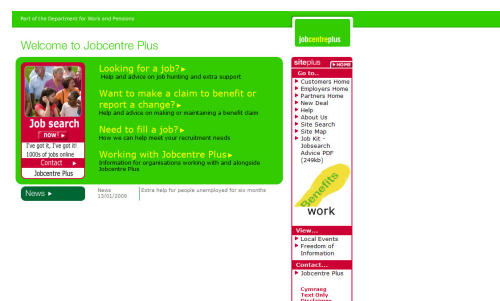 Part of the Department for Work and Pensions
jobcentreplus
Welcome to Jobcentre Plus
Looking for a job?
Help and advice on job hunting and extra support
Want to make a claim to benefit or
report a change?
Help and advice on making or maintaining a benefit claim
Need to fill a job?
How we can help meet your recruitment needs
Working with Jobcentre Plus
Information for organisations working with and alongside
Jobcentre Plus
Job search
now!
I've got it, I've got it!
1000s of jobs online
Contact
Jobcentre Plus
News
News
13/01/2009
Extra help for people unemployed for six months
siteplus
HOME
Go to..
Customers Home
Employers Home
Partners Home
New Deal
Help
About Us
Site Search
Site Map
Job Kit -
Jobsearch
Advice PDF
(249kb)
Benefits
work
View...
Local Events
Freedom of
Information
Contact...
Jobcentre Plus
Cymraeg
Text Only
Disclaimer